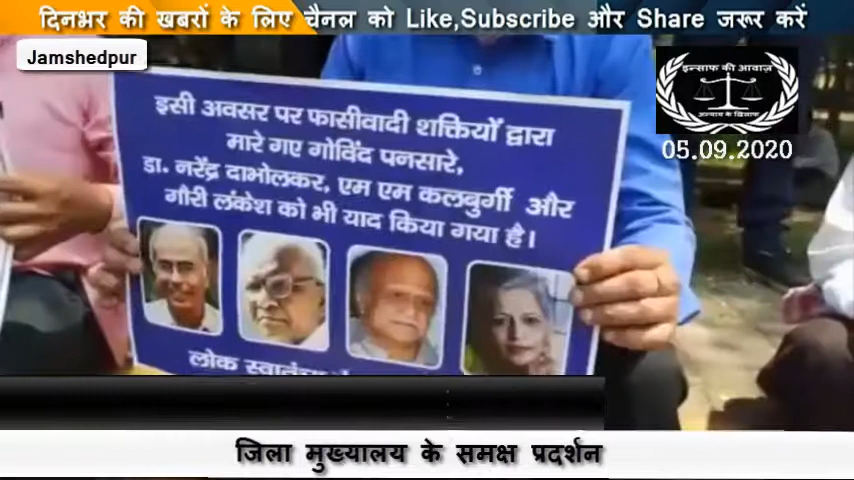 दिनभर की खबरों के लिए चैनल को Like,Subscribe और Share जरूर करें
Jamshedpur
इन्साफ की आवाज़
अन्याय के खिलाफ
05.09.2020
इसी अवसर पर फासीवादी शक्तियों द्वारा
मारे गए गोविंद पनसारे,
डा. नरेंद्र दाभोलकर, एम एम कलबुर्गी और
गौरी लंकेश को भी याद किया गया है।
लोक
जिला मुख्यालय के समक्ष प्रदर्शन